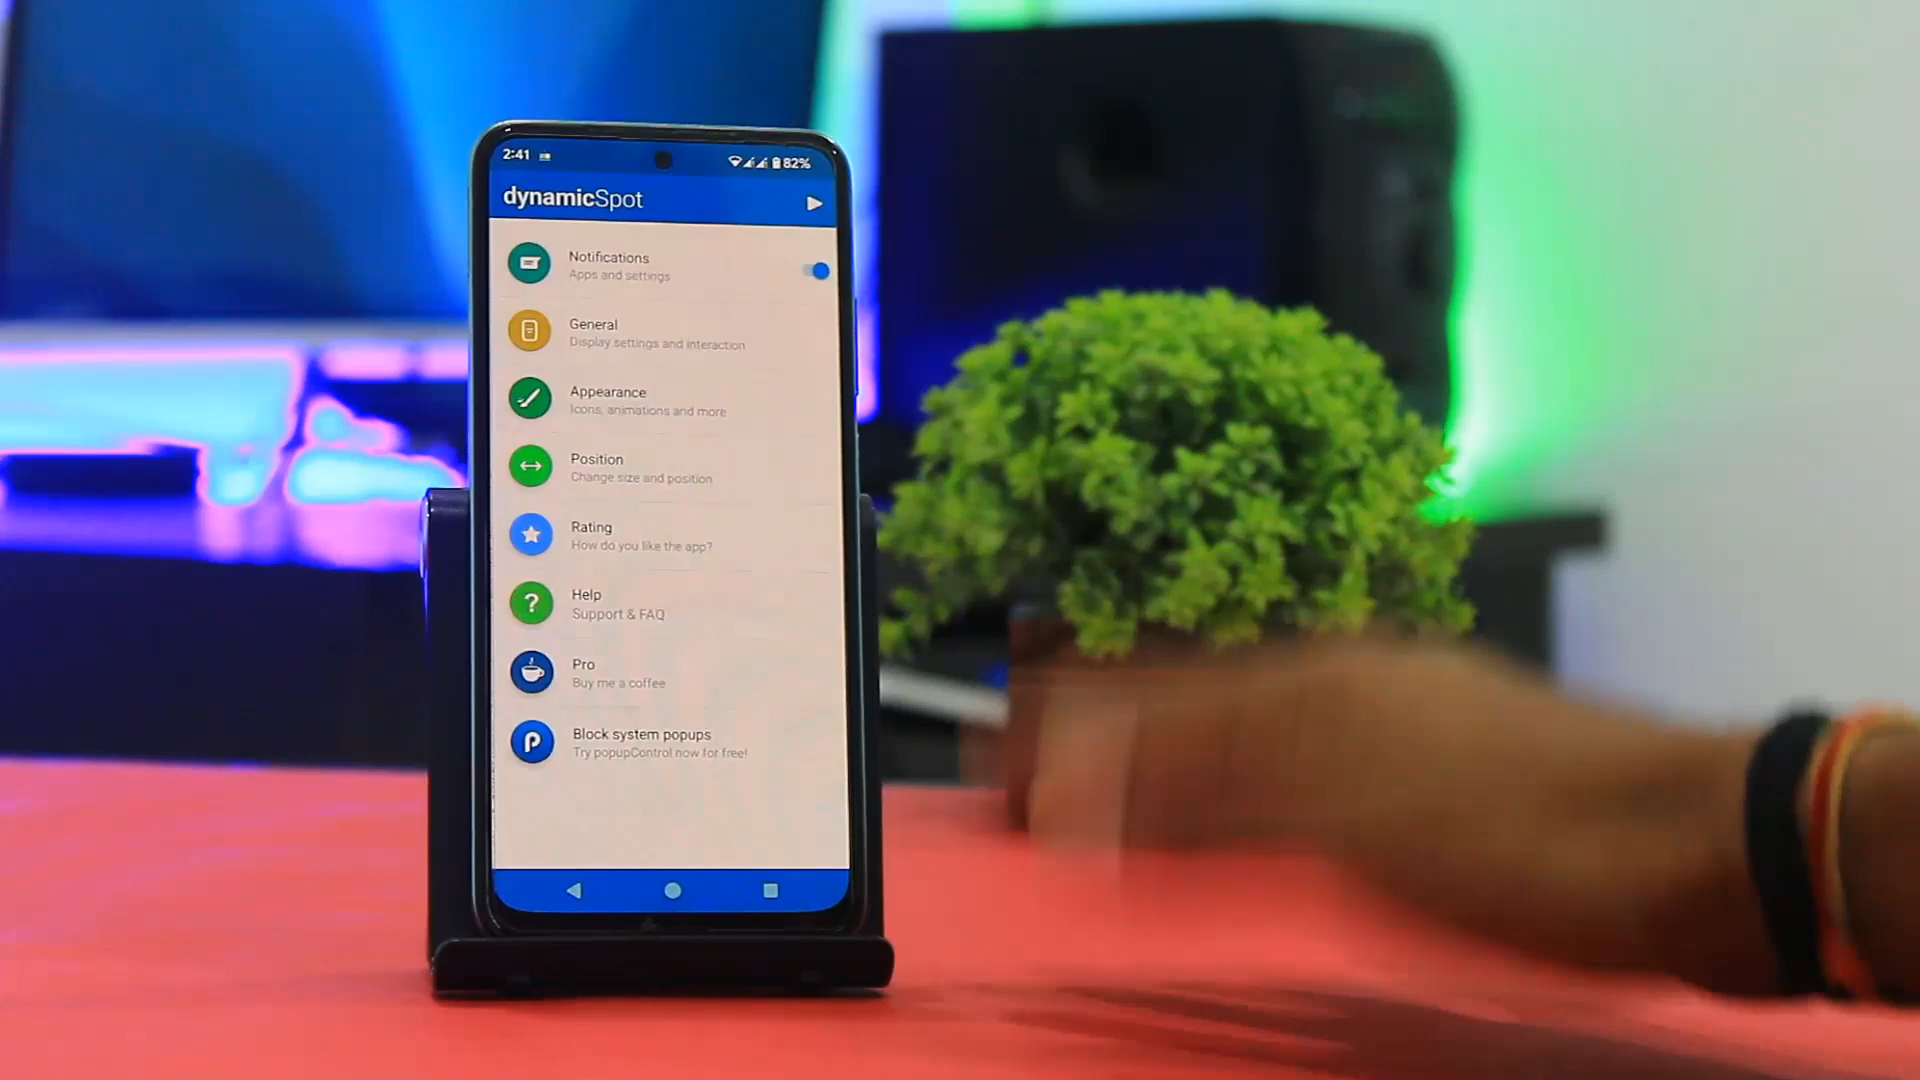 2:41
82%
dynamicSpot
Notifications
Apps and settings
General
Display settings and interaction
Appearance
Icons, animations and more
Position
Change size and position
Rating
How do you like the app?
Help
Support & FAQ
Pro
Buy me a coffee
Block system popups
Try popupControl now for free!